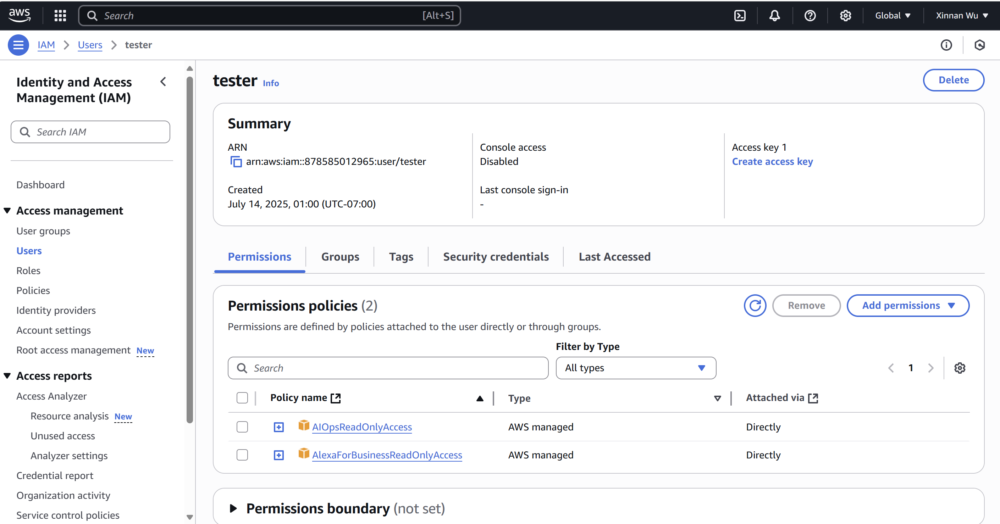 aws
Search
[Alt+S]
Global
Xinnan Wu
IAM
Users
tester
Identity and Access
Management (IAM)
Search IAM
Dashboard
Access management
User groups
Users
Roles
Policies
Identity providers
Account settings
Root access management New
Access reports
Access Analyzer
Resource analysis New
Unused access
Analyzer settings
Credential report
Organization activity
Service control policies
tester Info
Delete
Summary
ARN
arn:aws:iam::878585012965:user/tester
Created
July 14, 2025, 01:00 (UTC-07:00)
Console access
Disabled
Last console sign-in
-
Access key 1
Create access key
Permissions
Groups
Tags
Security credentials
Last Accessed
Permissions policies (2)
Remove
Add permissions
Permissions are defined by policies attached to the user directly or through groups.
Filter by Type
Search
All types
1
Policy name
Type
Attached via
AIOpsReadOnlyAccess
AWS managed
Directly
AlexaForBusinessReadOnlyAccess
AWS managed
Directly
Permissions boundary (not set)